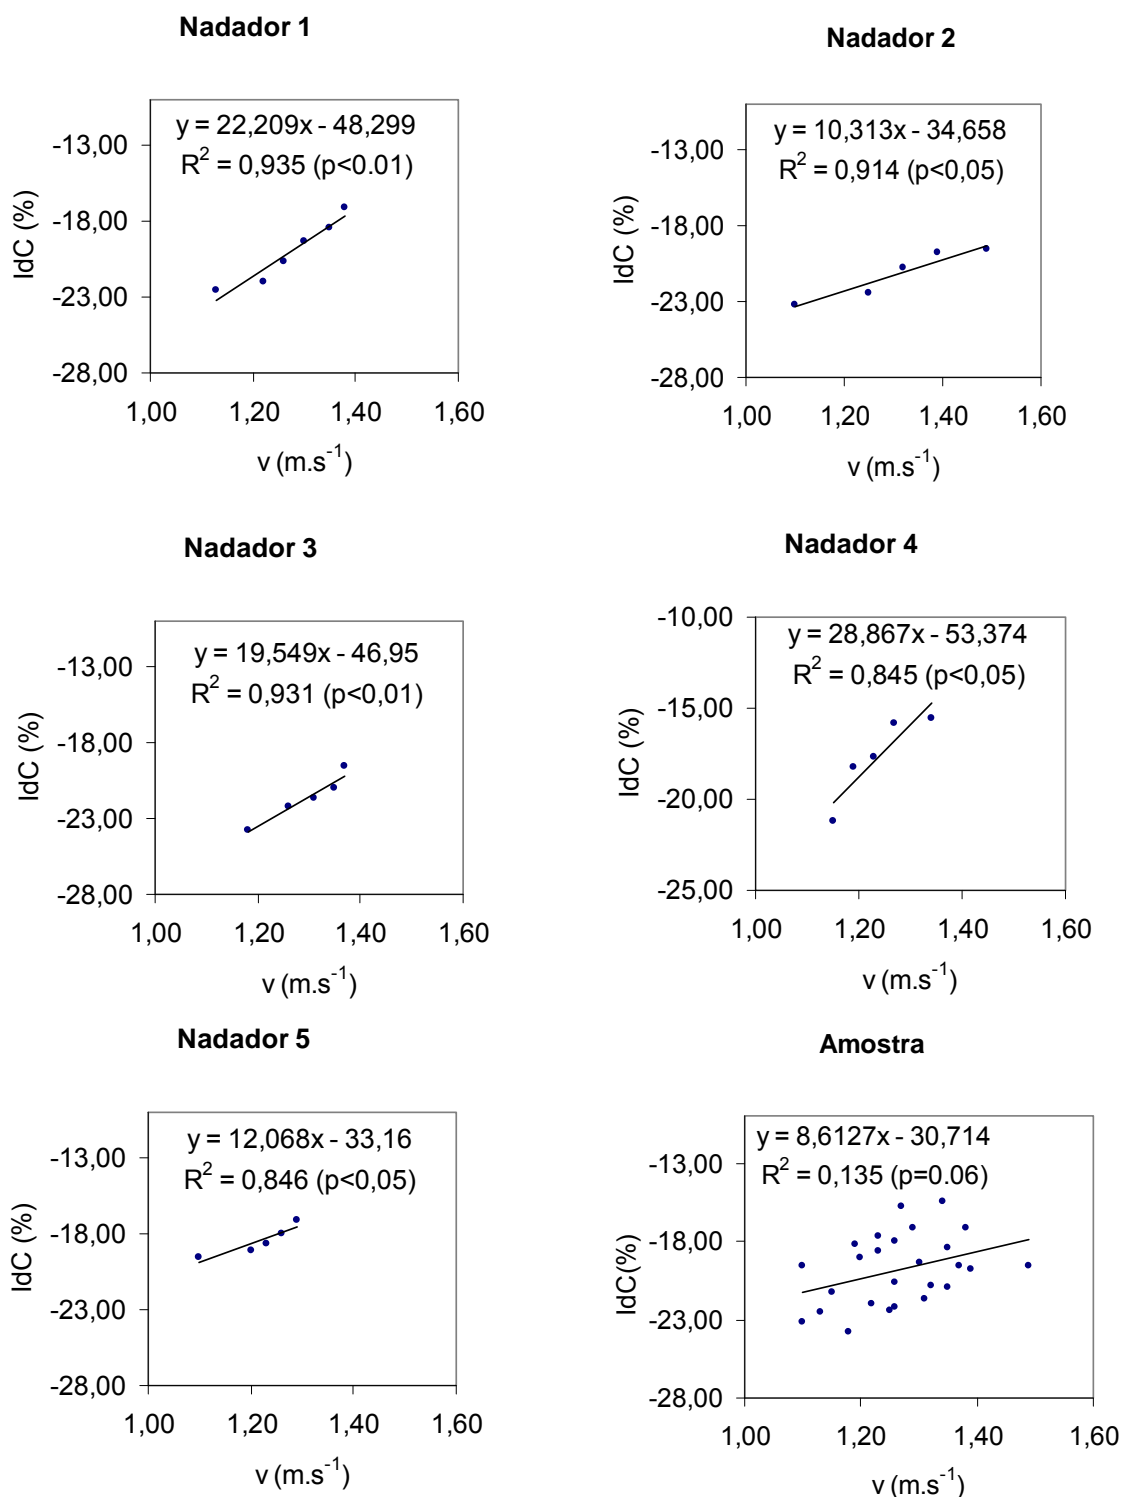 Nadador 1
y = 22,209x - 48,299
R² = 0,935 (p<0.01)
-13,00
-18,00
-23,00
-28,00
IdC (%)
1,00 1,20 1,40 1,60
v (m.s⁻¹)
Nadador 2
y = 10,313x - 34,658
R² = 0,914 (p<0,05)
-13,00
-18,00
-23,00
-28,00
IdC (%)
1,00 1,20 1,40 1,60
v (m.s⁻¹)
Nadador 3
y = 19,549x - 46,95
R² = 0,931 (p<0,01)
-13,00
-18,00
-23,00
-28,00
IdC (%)
1,00 1,20 1,40 1,60
v (m.s⁻¹)
Nadador 4
-10,00
y = 28,867x - 53,374
R² = 0,845 (p<0,05)
-15,00
-20,00
-25,00
IdC (%)
1,00 1,20 1,40 1,60
v (m.s⁻¹)
Nadador 5
y = 12,068x - 33,16
R² = 0,846 (p<0,05)
-13,00
-18,00
-23,00
-28,00
IdC (%)
1,00 1,20 1,40 1,60
v (m.s⁻¹)
Amostra
y = 8,6127x - 30,714
R² = 0,135 (p=0.06)
-13,00
-18,00
-23,00
-28,00
IdC(%)
1,00 1,20 1,40 1,60
v (m.s⁻¹)